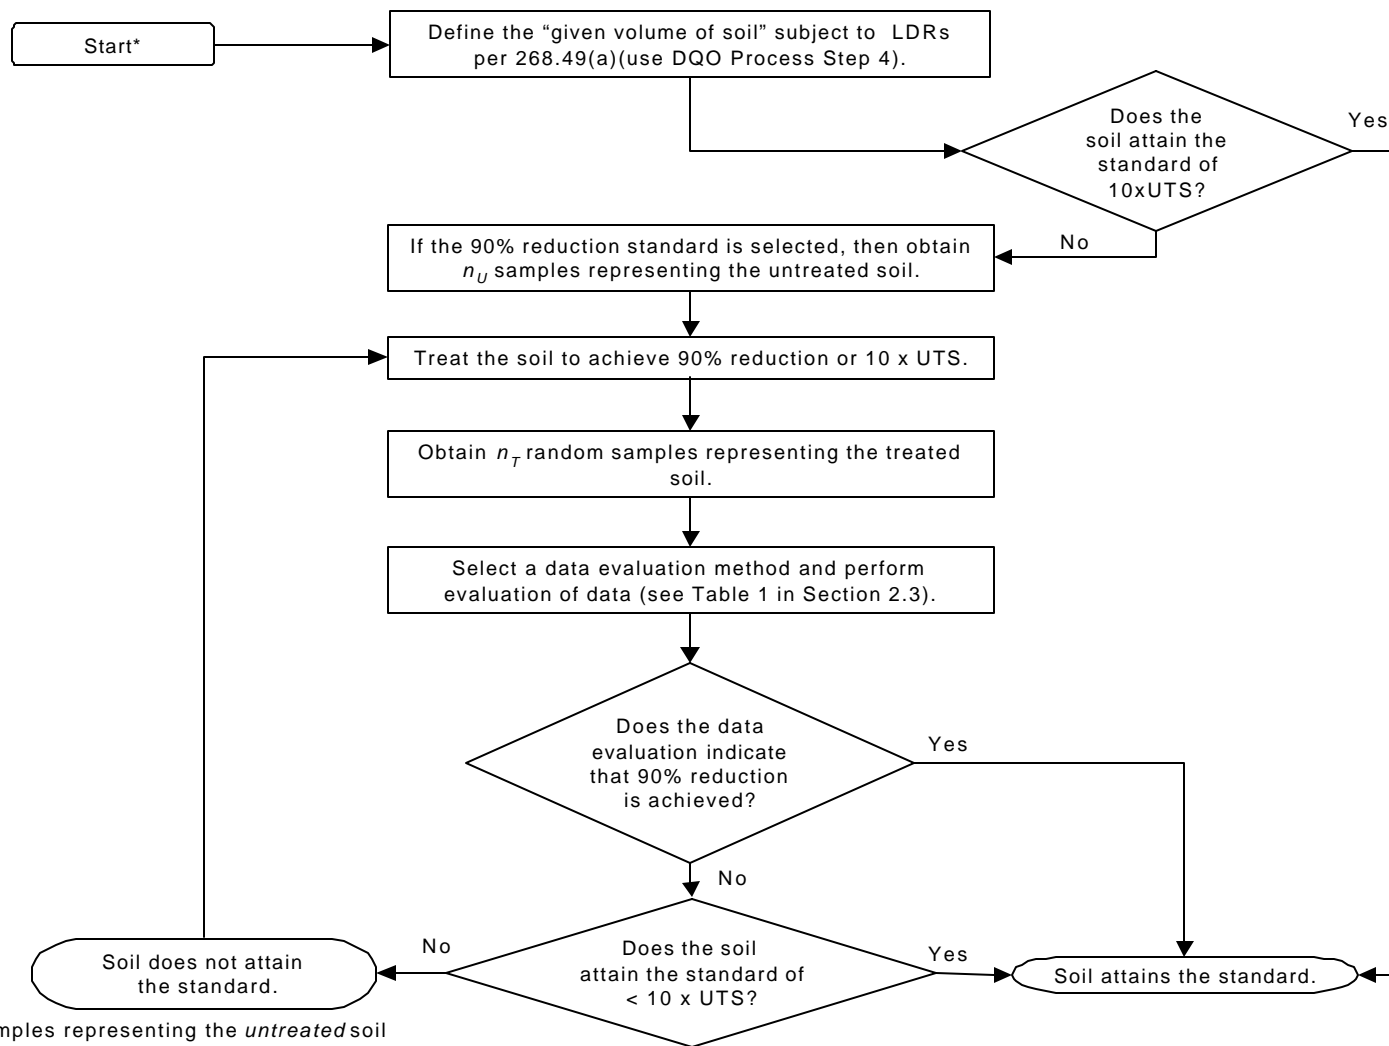 Start*
Define the “given volume of soil” subject to LDRs
per 268.49(a)(use DQO Process Step 4).
Does the
soil attain the
standard of
10xUTS?
Yes
No
If the 90% reduction standard is selected, then obtain
nU samples representing the untreated soil.
Treat the soil to achieve 90% reduction or 10 x UTS.
Obtain nT random samples representing the treated
soil.
Select a data evaluation method and perform
evaluation of data (see Table 1 in Section 2.3).
Does the data
evaluation indicate
that 90% reduction
is achieved?
Yes
No
Does the soil
attain the standard of
< 10 x UTS?
No
Yes
Soil does not attain
the standard.
Soil attains the standard.
mples representing the untreated soil